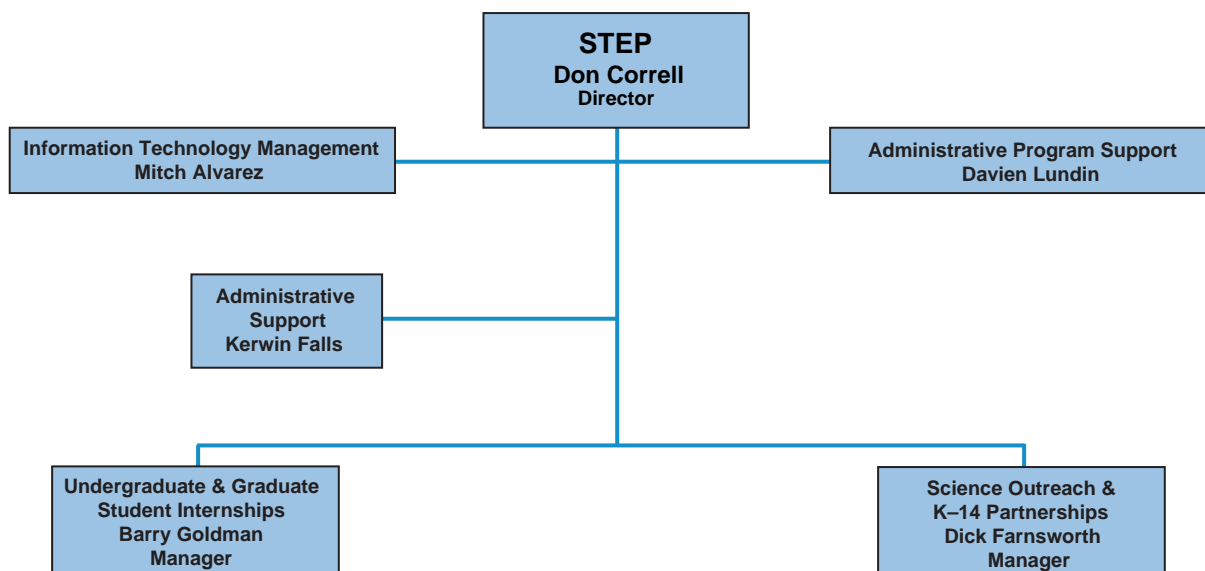 STEP
Don Correll
Director
Information Technology Management
Mitch Alvarez
Administrative Program Support
Davien Lundin
Administrative
Support
Kerwin Falls
Undergraduate & Graduate
Student Internships
Barry Goldman
Manager
Science Outreach &
K–14 Partnerships
Dick Farnsworth
Manager